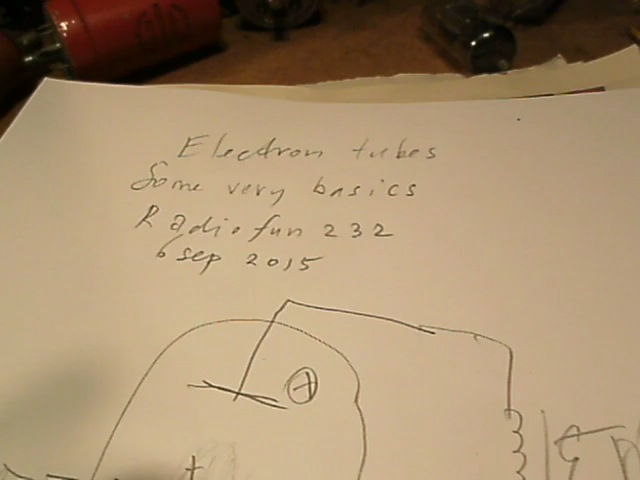 Electron tubes
Some very basics
Radiofun 232
6 sep 2015
+
+